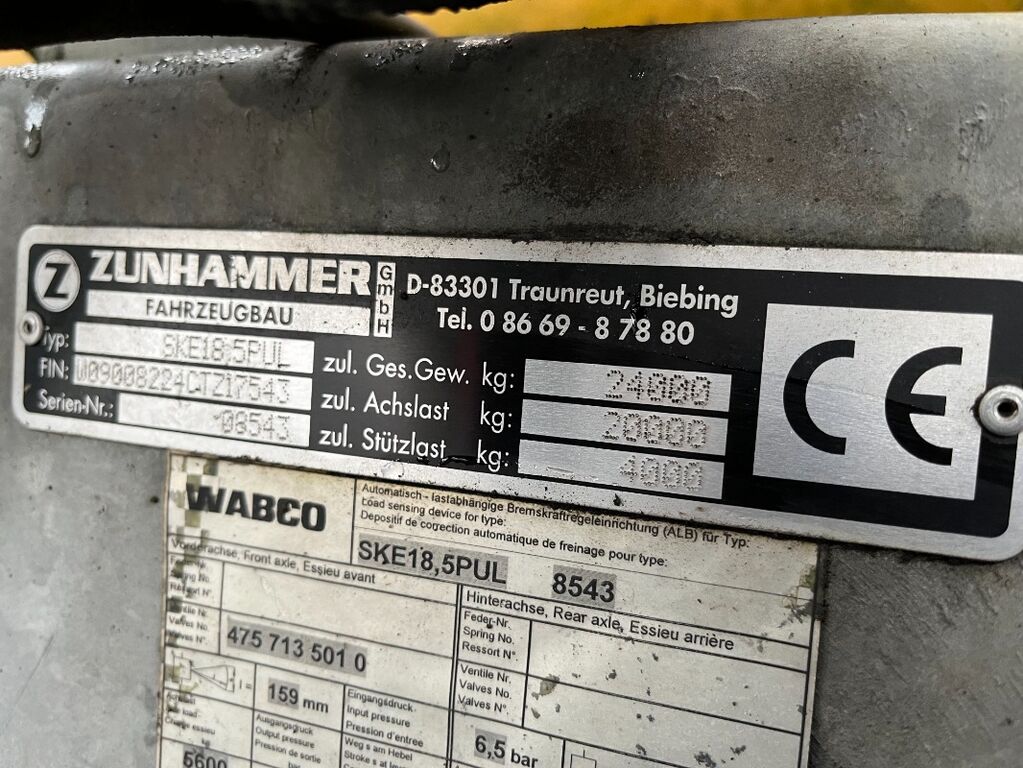 Z ZUNHAMMER GmbH
FAHRZEUGBAU
D-83301 Traunreut, Biebing
Tel. 0 86 69 - 8 78 80
Typ: SKE18,5PUL
FIN: W09008224CTZ17543
Serien-Nr.: 08543
zul. Ges.Gew. kg: 24000
zul. Achslast kg: 20000
zul. Stützlast kg: 4000
CE
WABCO
Automatisch - lastabhängige Bremskraftregeleinrichtung (ALB) für Typ:
Load sensing device for type:
Depositif de correction automatique de freinage pour type:
SKE18,5PUL 8543
Vorderachse, Front axle, Essieu avant
Ventile Nr.
Valves No.
Valves N°.
475 713 501 0
l = 159 mm
Eingangsdruck
Input pressure
Pression d'entrée
6,5 bar
Ausgangsdruck
Output pressure
Pression de sortie
Weg s am Hebel
5600
Hinterachse, Rear axle, Essieu arrière
Feder-Nr.
Spring No.
Ressort N°.
Ventile Nr.
Valves No.
Valves N°.